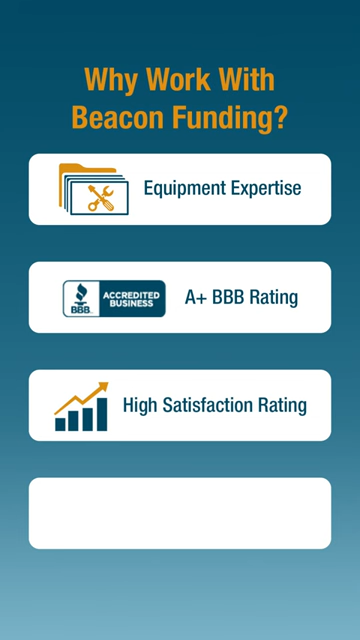 Why Work With
Beacon Funding?
Equipment Expertise
BBB
ACCREDITED
BUSINESS
A+ BBB Rating
High Satisfaction Rating